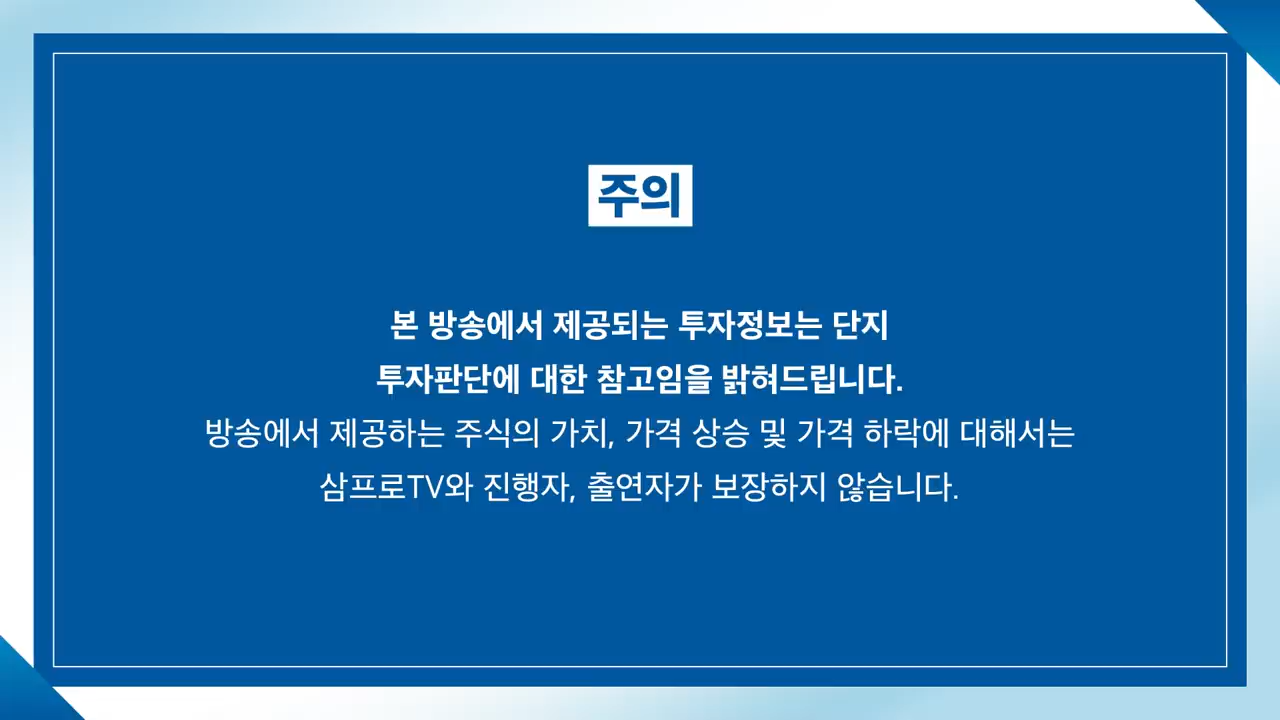 주의
본 방송에서 제공되는 투자정보는 단지
투자판단에 대한 참고임을 밝혀드립니다.
방송에서 제공하는 주식의 가치, 가격 상승 및 가격 하락에 대해서는
삼프로TV와 진행자, 출연자가 보장하지 않습니다.